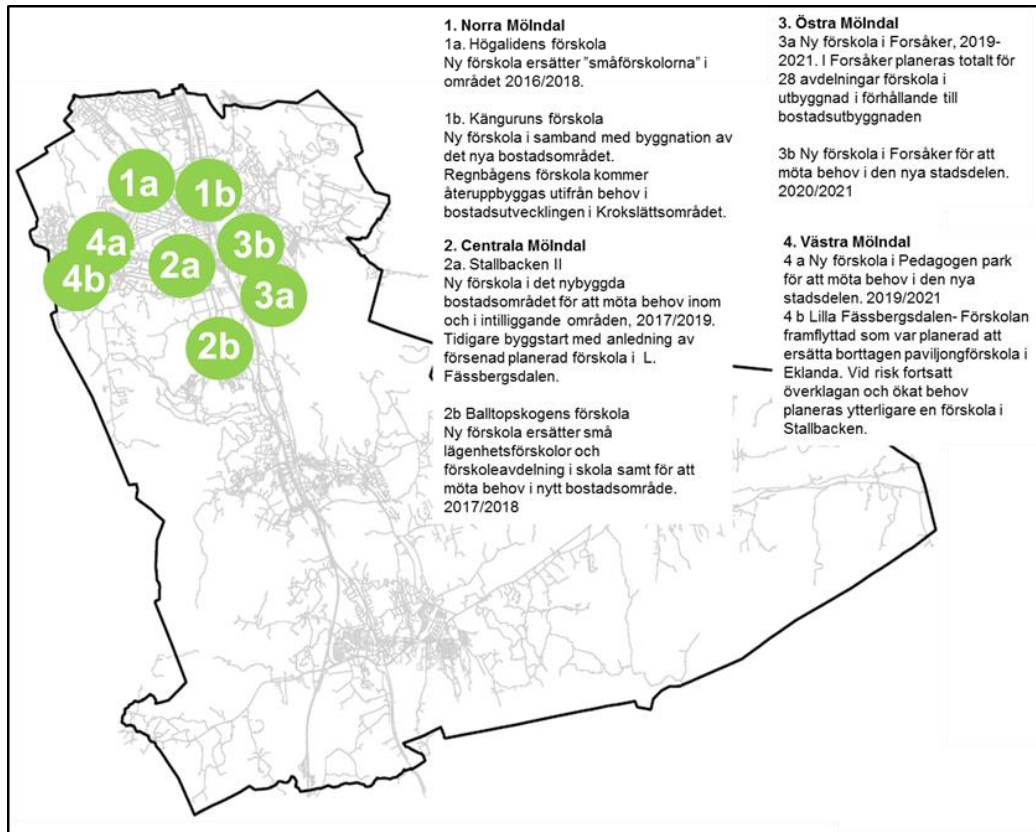 1. Norra Mölndal
1a. Högalidens förskola
Ny förskola ersätter "småförskolorna" i
området 2016/2018.
1b. Känguruns förskola
Ny förskola i samband med byggnation av
det nya bostadsområdet.
Regnbågens förskola kommer
återuppbyggas utifrån behov i
bostadsutvecklingen i Krokslättsområdet.
2. Centrala Mölndal
2a. Stallbacken II
Ny förskola i det nybyggda
bostadsområdet för att möta behov inom
och i intilliggande områden, 2017/2019.
Tidigare byggstart med anledning av
försenad planerad förskola i L.
Fässbergsdalen.
2b Balltopskogens förskola
Ny förskola ersätter små
lägenhetsförskolor och
förskoleavdelning i skola samt för att
möta behov i nytt bostadsområde.
2017/2018
3. Östra Mölndal
3a Ny förskola i Forsåker, 2019-
2021. I Forsåker planeras totalt för
28 avdelningar förskola i
utbyggnad i förhållande till
bostadsutbyggnaden
3b Ny förskola i Forsåker för att
möta behov i den nya stadsdelen.
2020/2021
4. Västra Mölndal
4 a Ny förskola i Pedagogen park
för att möta behov i den nya
stadsdelen. 2019/2021
4 b Lilla Fässbergsdalen- Förskolan
framflyttad som var planerad att
ersätta borttagen paviljongförskola i
Eklanda. Vid risk fortsatt
överklagan och ökat behov
planeras ytterligare en förskola i
Stallbacken.
1a
1b
4a
3b
2a
4b
3a
2b